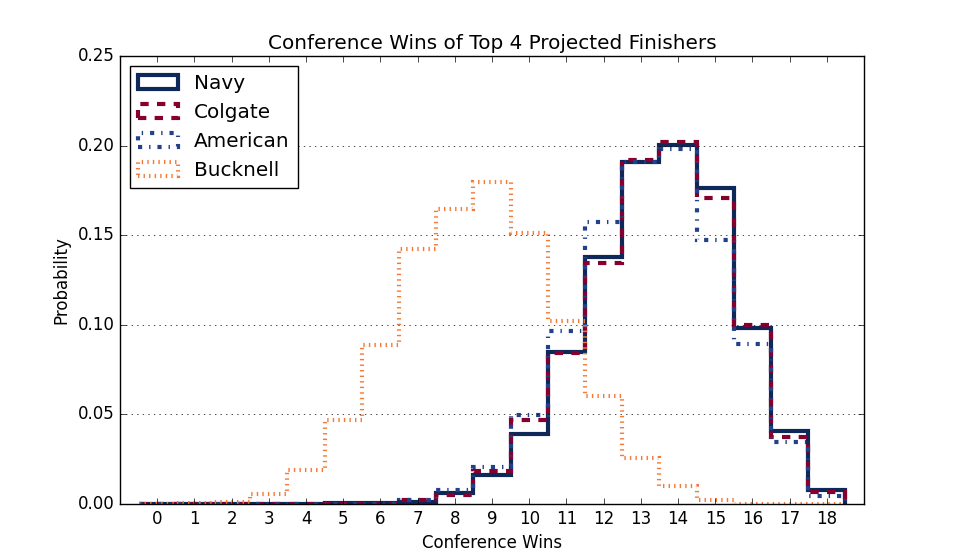 Conference Wins of Top 4 Projected Finishers
0.25
0.20
0.15
0.10
0.05
0.00
Probability
Navy
Colgate
American
Bucknell
0 1 2 3 4 5 6 7 8 9 10 11 12 13 14 15 16 17 18
Conference Wins